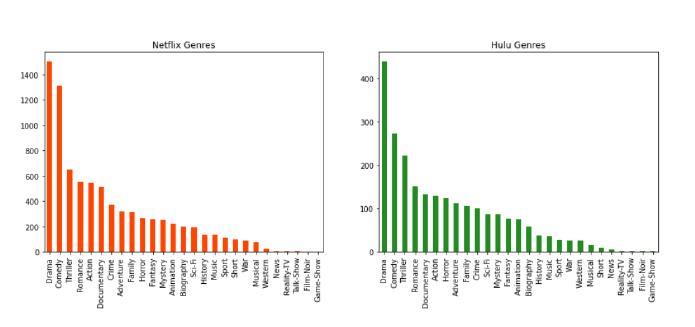 Netflix Genres
1400
1200
1000
800
600
400
200
0
Drama
Comedy
Thriller
Romance
Action
Documentary
Crime
Adventure
Family
Horror
Fantasy
Mystery
Animation
Biography
Sci-Fi
History
Music
Sport
Short
War
Musical
Western
News
Reality-TV
Talk-Show
Film-Noir
Game-Show
Hulu Genres
400
300
200
100
0
Drama
Comedy
Thriller
Romance
Documentary
Action
Horror
Adventure
Family
Crime
Sci-Fi
Mystery
Fantasy
Animation
Biography
History
Music
Sport
War
Western
Musical
Short
News
Reality-TV
Talk-Show
Film-Noir
Game-Show